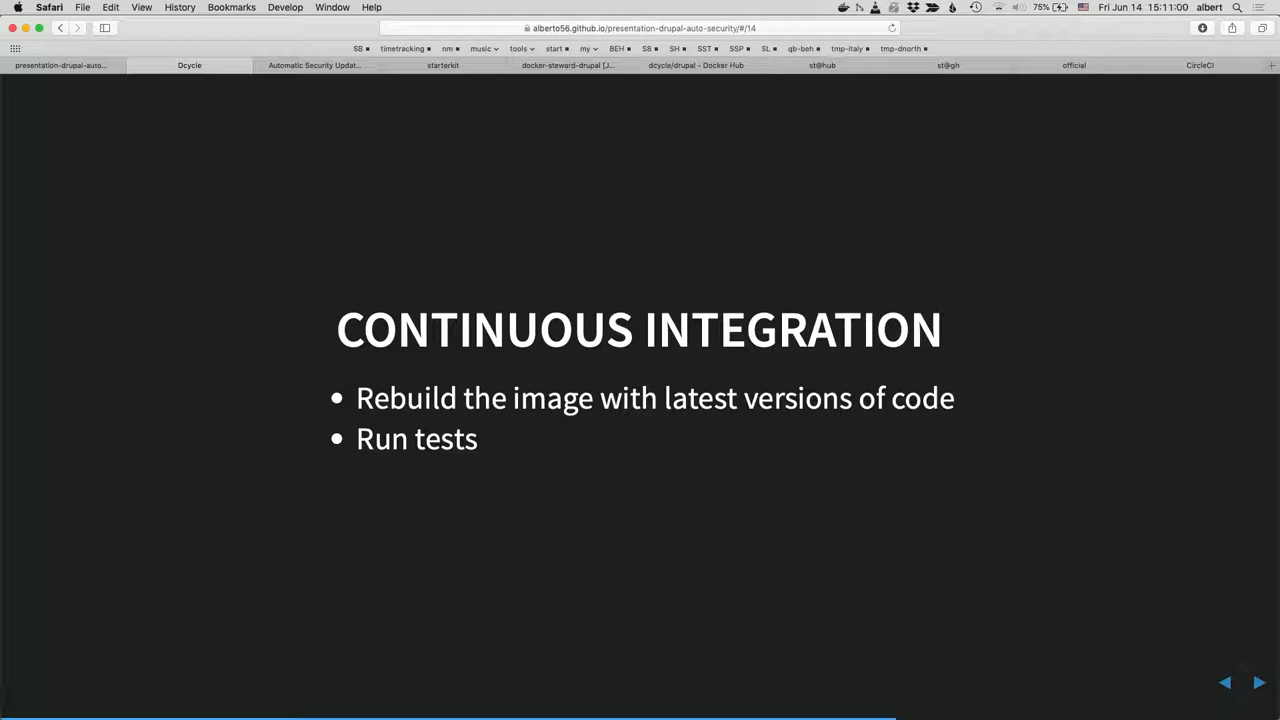 Safari File Edit View History Bookmarks Develop Window Help 75% Fri Jun 14 15:11:00 albert
alberto56.github.io/presentation-drupal-auto-security/#/14
SB timetracking nm music tools start my BEH SB SH SST SSP SL qb-beh tmp-italy tmp-dnorth
presentation-drupal-auto... Dcycle Automatic Security Updat... starterkit docker-steward-drupal [J... dcycle/drupal - Docker Hub st@hub st@gh official CircleCI
CONTINUOUS INTEGRATION
• Rebuild the image with latest versions of code
• Run tests